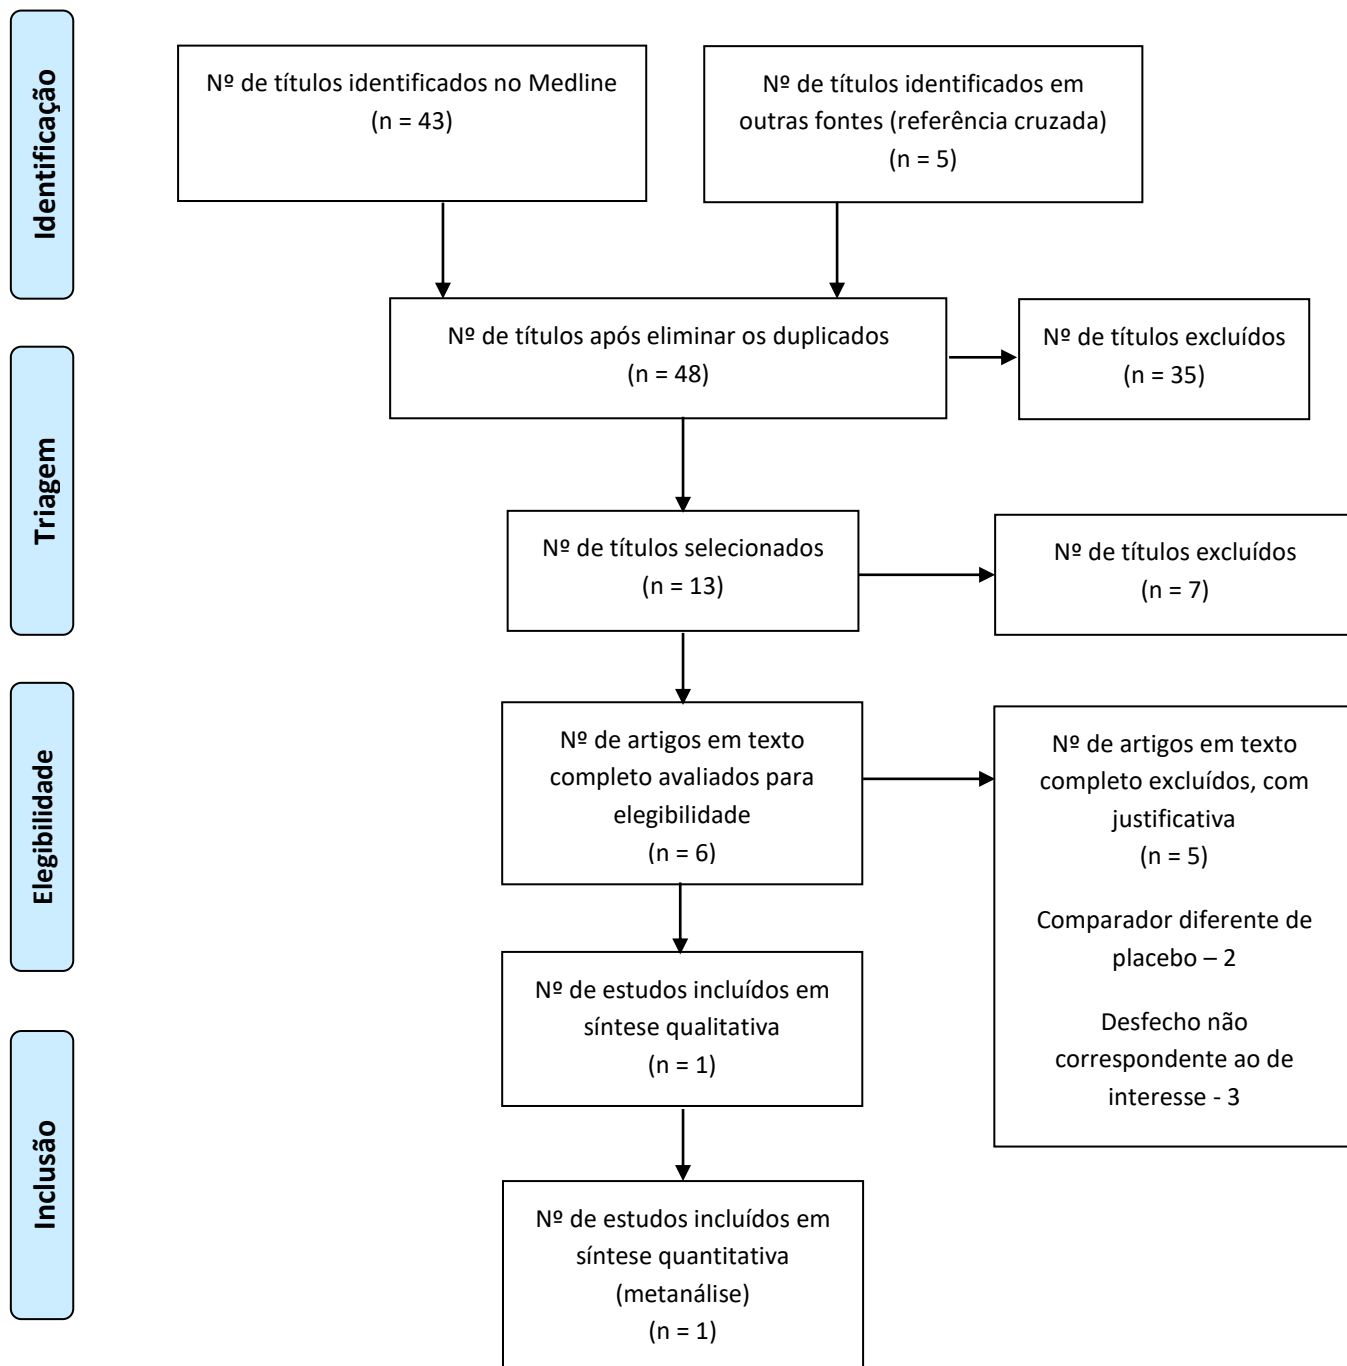 Identificação
Nº de títulos identificados no Medline
(n = 43)
Nº de títulos identificados em
outras fontes (referência cruzada)
(n = 5)
Nº de títulos após eliminar os duplicados
(n = 48)
Nº de títulos excluídos
(n = 35)
Triagem
Nº de títulos selecionados
(n = 13)
Nº de títulos excluídos
(n = 7)
Elegibilidade
Nº de artigos em texto
completo avaliados para
elegibilidade
(n = 6)
Nº de artigos em texto
completo excluídos, com
justificativa
(n = 5)
Comparador diferente de
placebo – 2
Desfecho não
correspondente ao de
interesse - 3
Nº de estudos incluídos em
síntese qualitativa
(n = 1)
Inclusão
Nº de estudos incluídos em
síntese quantitativa
(metanálise)
(n = 1)